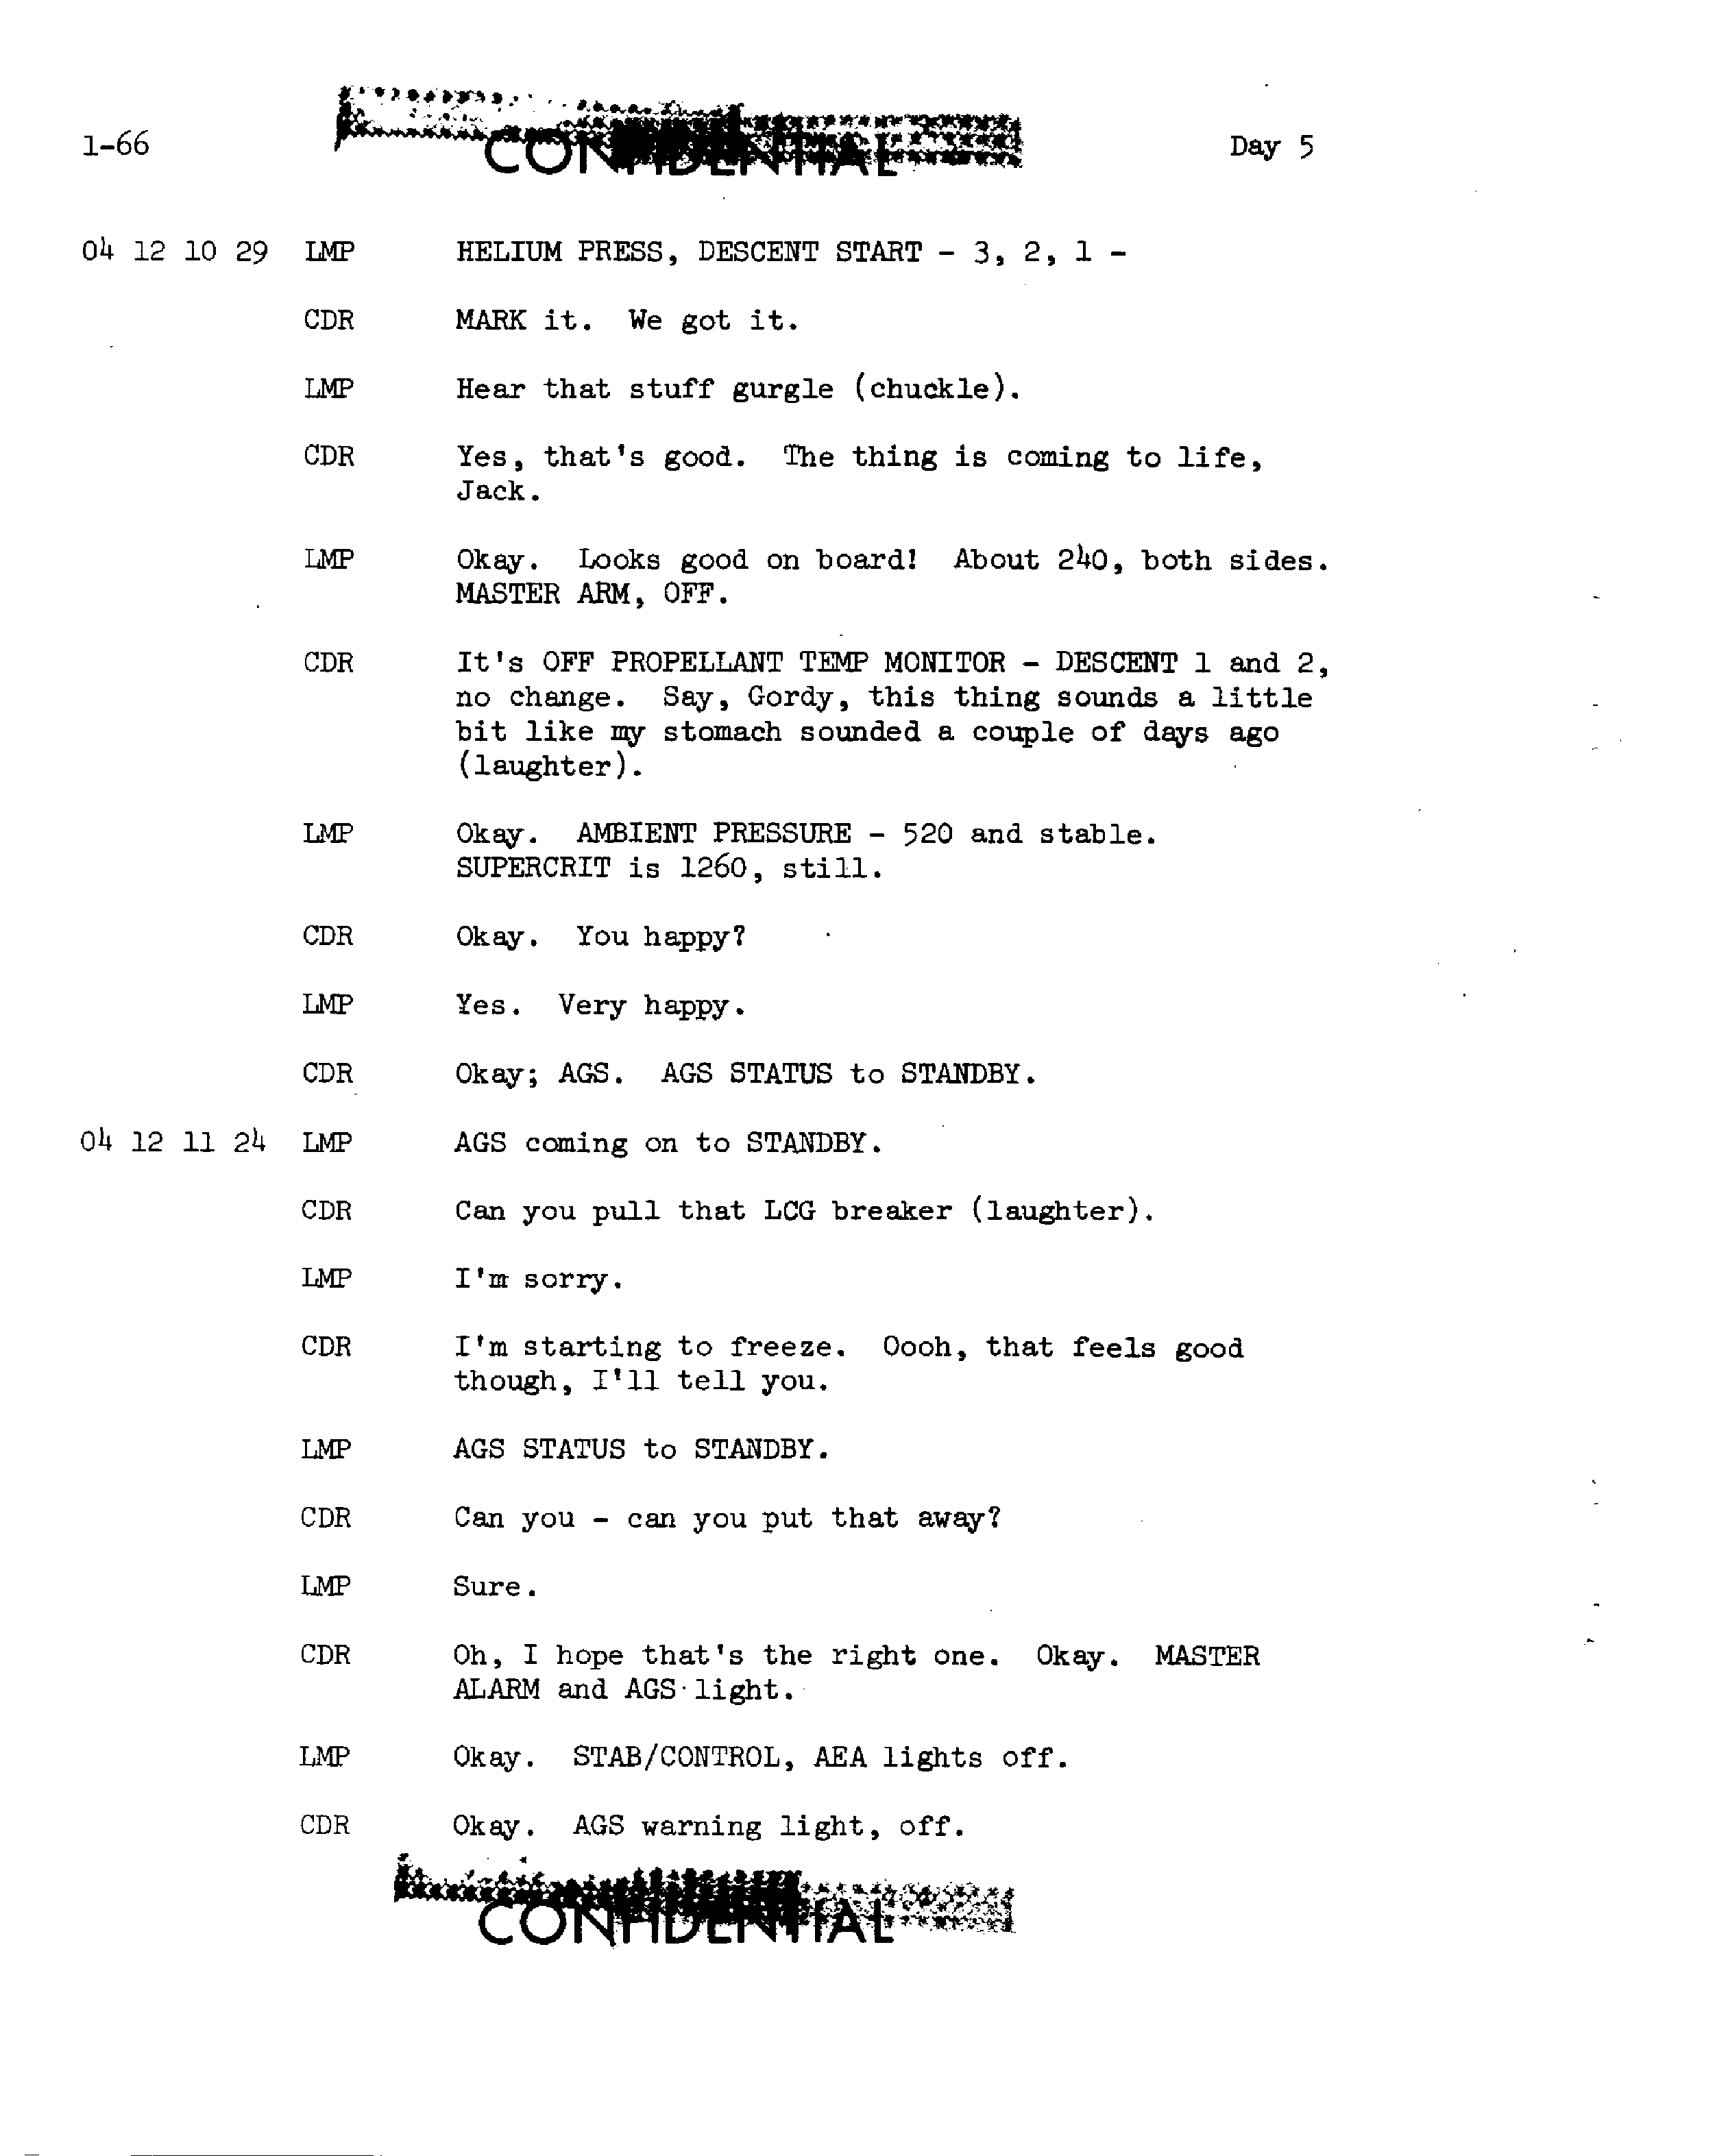 1-66
CONFIDENTIAL
Day 5
04 12 10 29 LMP HELIUM PRESS, DESCENT START - 3, 2, 1 -
CDR MARK it. We got it.
LMP Hear that stuff gurgle (chuckle).
CDR Yes, that's good. The thing is coming to life,
Jack.
LMP Okay. Looks good on board! About 240, both sides.
MASTER ARM, OFF.
CDR It's OFF PROPELLANT TEMP MONITOR - DESCENT 1 and 2,
no change. Say, Gordy, this thing sounds a little
bit like my stomach sounded a couple of days ago
(laughter).
LMP Okay. AMBIENT PRESSURE - 520 and stable.
SUPERCRIT is 1260, still.
CDR Okay. You happy?
LMP Yes. Very happy.
CDR Okay; AGS. AGS STATUS to STANDBY.
04 12 11 24 LMP AGS coming on to STANDBY.
CDR Can you pull that LCG breaker (laughter).
LMP I'm sorry.
CDR I'm starting to freeze. Oooh, that feels good
though, I'll tell you.
LMP AGS STATUS to STANDBY.
CDR Can you - can you put that away?
LMP Sure.
CDR Oh, I hope that's the right one. Okay. MASTER
ALARM and AGS light.
LMP Okay. STAB/CONTROL, AEA lights off.
CDR Okay. AGS warning light, off.
CONFIDENTIAL